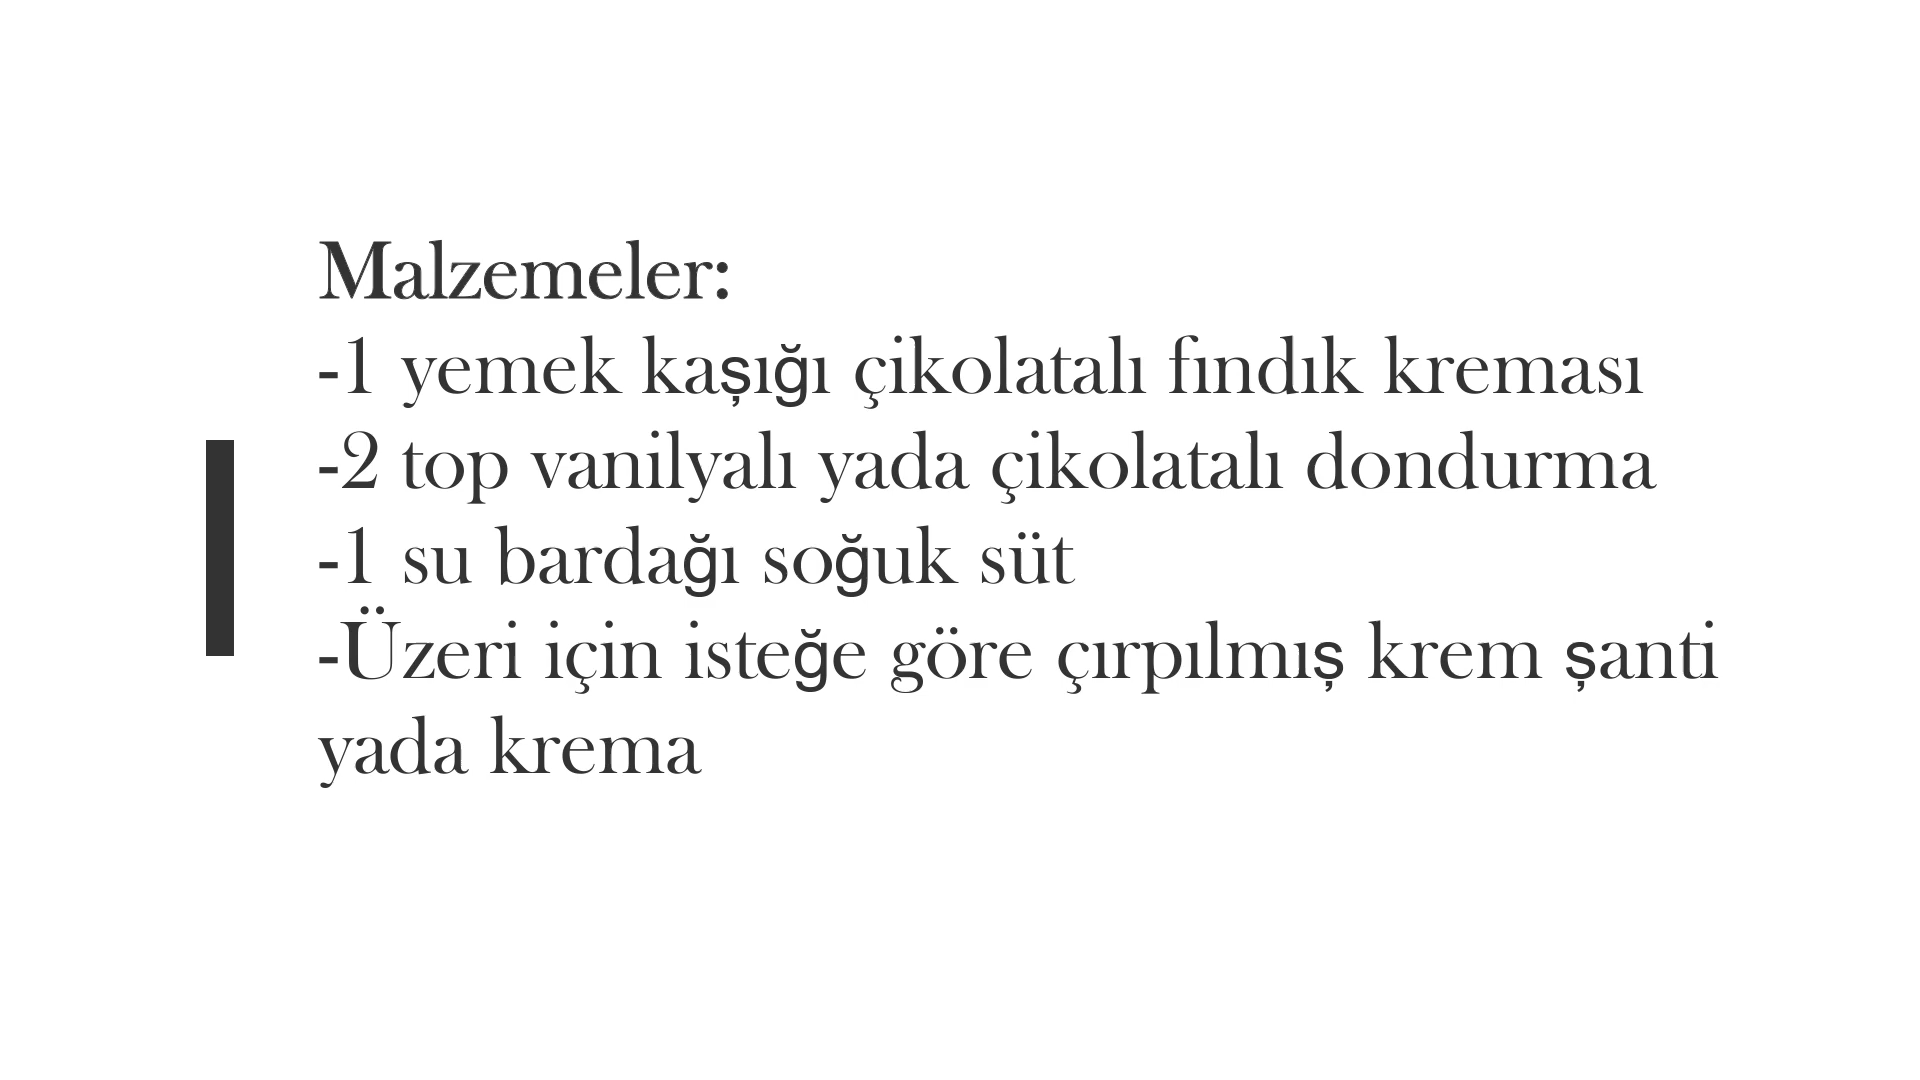 Malzemeler:
-1 yemek kaşığı çikolatalı fındık kreması
-2 top vanilyalı yada çikolatalı dondurma
-1 su bardağı soğuk süt
-Üzeri için isteğe göre çırpılmış krem şanti
yada krema